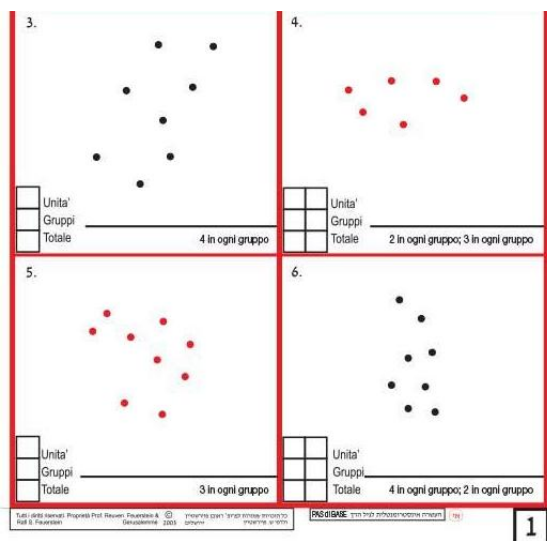 3.
Unita'
Gruppi
Totale
4 in ogni gruppo
4.
Unita'
Gruppi
Totale
2 in ogni gruppo; 3 in ogni gruppo
5.
Unita'
Gruppi
Totale
3 in ogni gruppo
6.
Unita'
Gruppi
Totale
4 in ogni gruppo; 2 in ogni gruppo
Tutti i diritti riservati. Proprietà Prof. Reuven Feuerstein & ©
Rafi S. Feuerstein Gerusalemme 2003
PAS di BASE
1